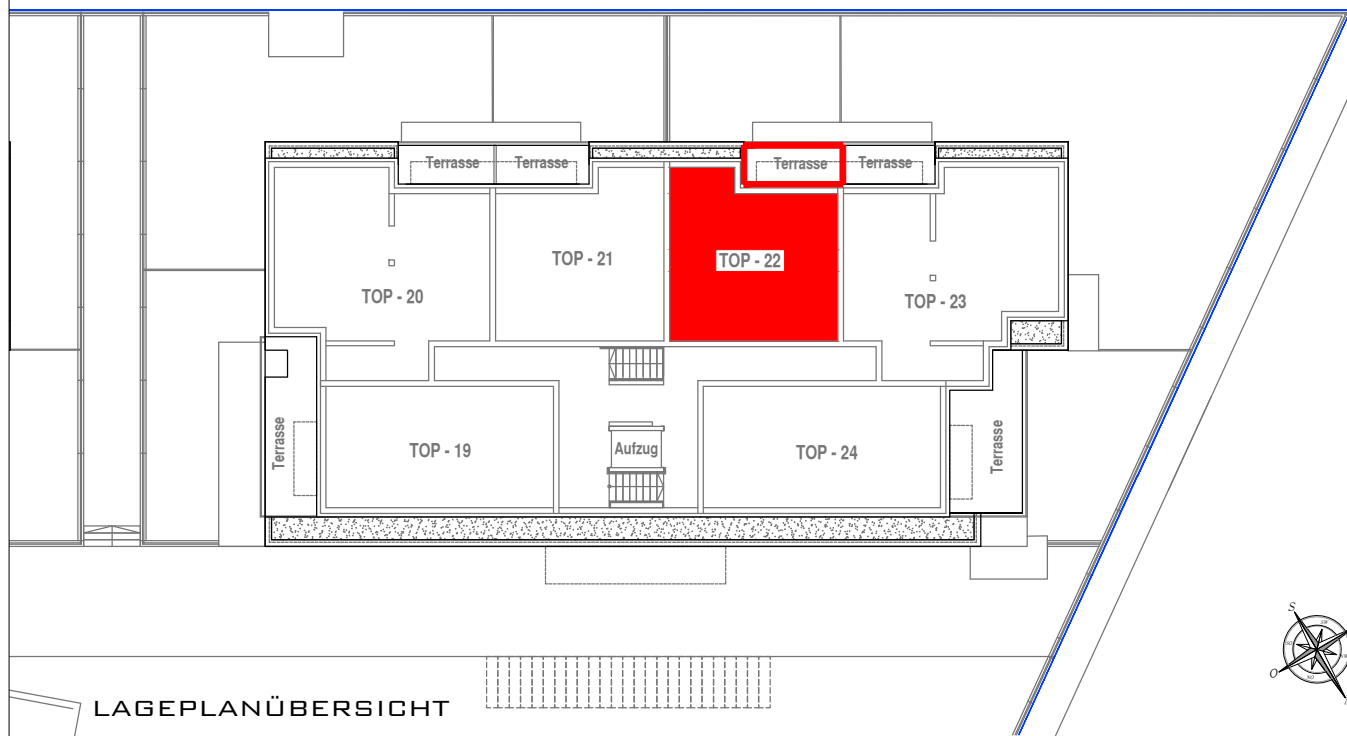 Terrasse
Terrasse
Terrasse
Terrasse
TOP - 20
TOP - 21
TOP - 22
TOP - 23
Terrasse
TOP - 19
Aufzug
TOP - 24
Terrasse
S
O
LAGEPLANÜBERSICHT